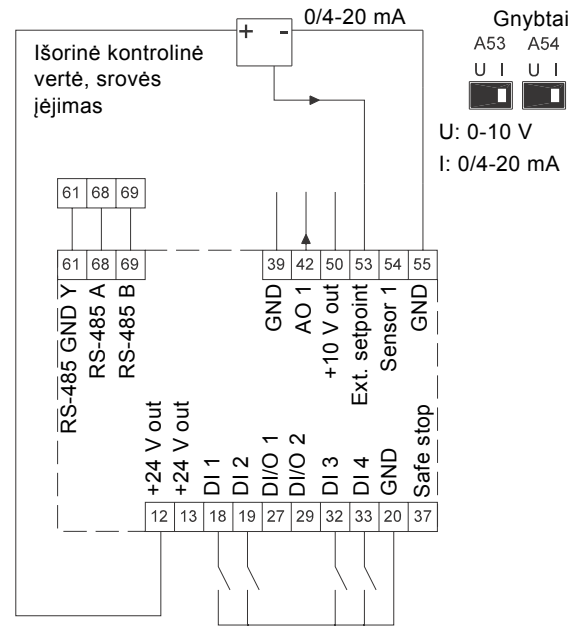 0/4-20 mA
+ -
Išorinė kontrolinė
vertė, srovės
įėjimas
Gnybtai
A53 A54
U I U I
U: 0-10 V
I: 0/4-20 mA
61 68 69
61 68 69
39 42 50 53 54 55
RS-485 GND Y
RS-485 A
RS-485 B
GND
AO 1
+10 V out
Ext. setpoint
Sensor 1
GND
+24 V out
+24 V out
DI 1
DI 2
DI/O 1
DI/O 2
DI 3
DI 4
GND
Safe stop
12 13 18 19 27 29 32 33 20 37